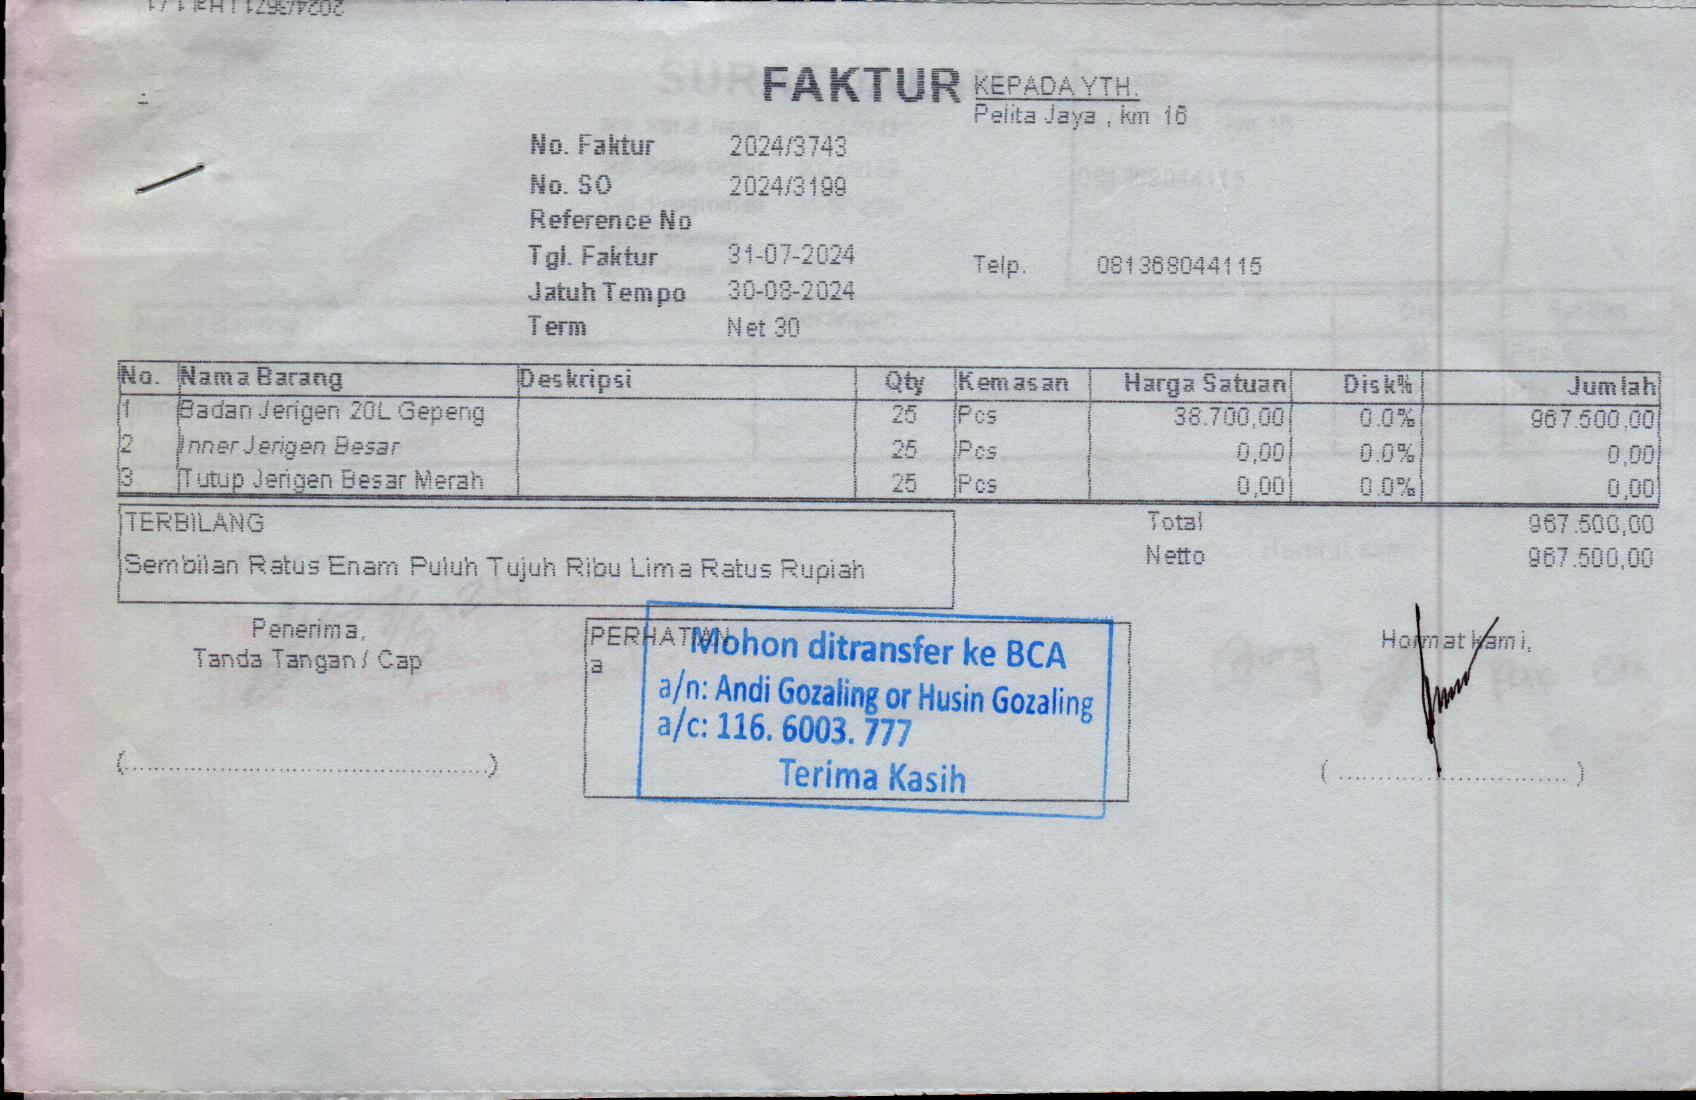 FAKTUR
KEPADA YTH.
Pelita Jaya , km 16
No. Faktur 2024/3743
No. SO 2024/3199
Reference No
Tgl. Faktur 31-07-2024
Telp. 081368044115
Jatuh Tempo 30-08-2024
Term Net 30
No. Nama Barang Deskripsi Qty Kemasan Harga Satuan Disk% Jumlah
1 Badan Jerigen 20L Gepeng 25 Pcs 38.700,00 0.0% 967.500,00
2 Inner Jerigen Besar 25 Pcs 0,00 0.0% 0,00
3 Tutup Jerigen Besar Merah 25 Pcs 0,00 0.0% 0,00
TERBILANG
Sembilan Ratus Enam Puluh Tujuh Ribu Lima Ratus Rupiah
Total 967.500,00
Netto 967.500,00
Penerima,
Tanda Tangan / Cap
(..............................................)
PERHATIAN
a
Mohon ditransfer ke BCA
a/n: Andi Gozaling or Husin Gozaling
a/c: 116. 6003. 777
Terima Kasih
Hormat kami,
( ............................. )